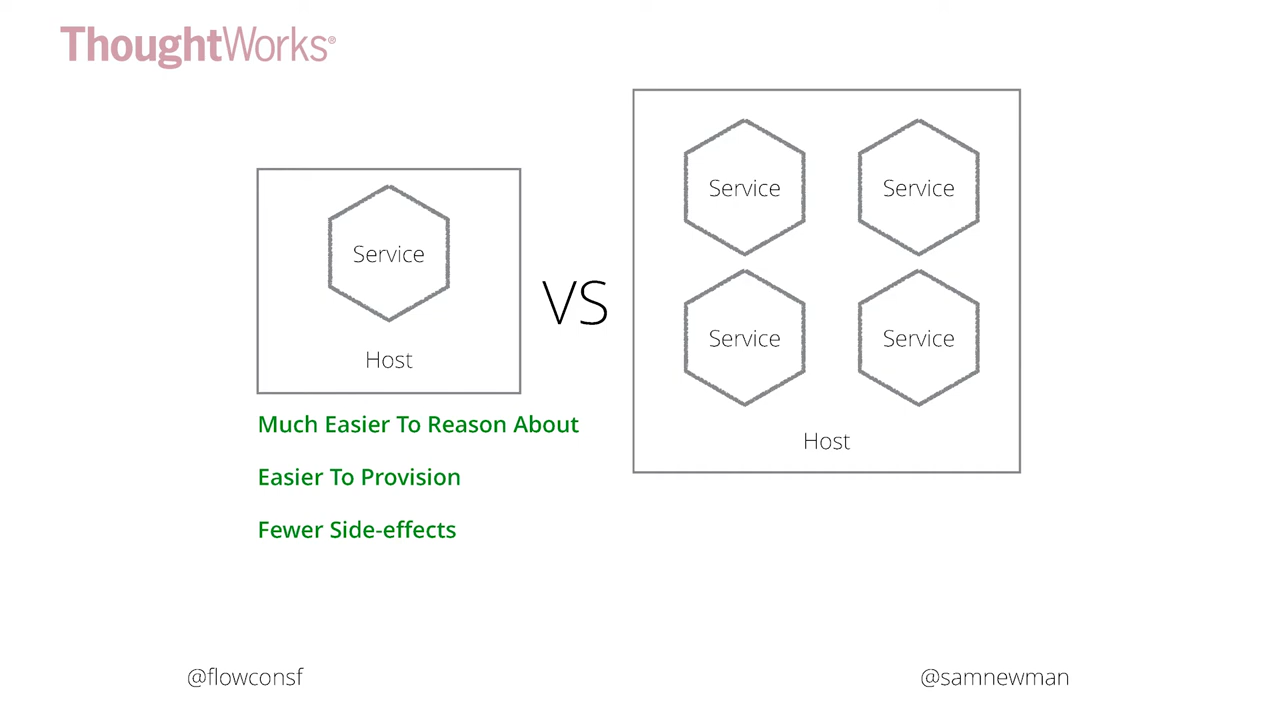 ThoughtWorks®
Service
Host
VS
Service
Service
Service
Service
Host
Much Easier To Reason About
Easier To Provision
Fewer Side-effects
@flowconsf
@samnewman